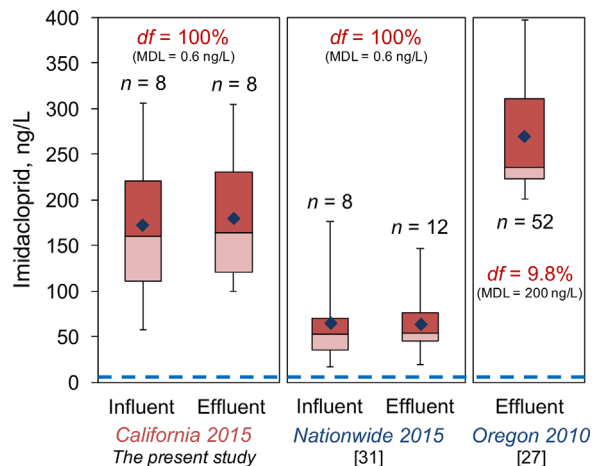 Imidacloprid, ng/L
400
350
300
250
200
150
100
50
0
df = 100%
(MDL = 0.6 ng/L)
n = 8
n = 8
Influent
Effluent
California 2015
The present study
df = 100%
(MDL = 0.6 ng/L)
n = 8
n = 12
Influent
Effluent
Nationwide 2015
[31]
n = 52
df = 9.8%
(MDL = 200 ng/L)
Effluent
Oregon 2010
[27]